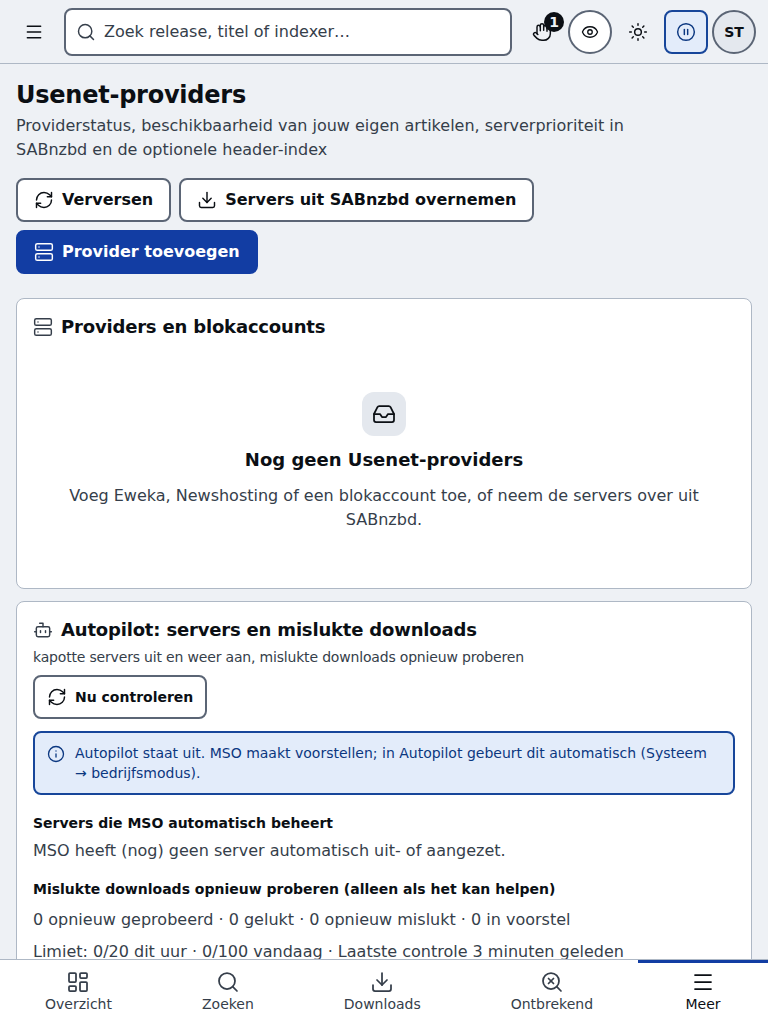 Zoek release, titel of indexer…
1
ST
Usenet-providers
Providerstatus, beschikbaarheid van jouw eigen artikelen, serverprioriteit in
SABnzbd en de optionele header-index
Verversen
Servers uit SABnzbd overnemen
Provider toevoegen
Providers en blokaccounts
Nog geen Usenet-providers
Voeg Eweka, Newshosting of een blokaccount toe, of neem de servers over uit
SABnzbd.
Autopilot: servers en mislukte downloads
kapotte servers uit en weer aan, mislukte downloads opnieuw proberen
Nu controleren
Autopilot staat uit. MSO maakt voorstellen; in Autopilot gebeurt dit automatisch (Systeem
→ bedrijfsmodus).
Servers die MSO automatisch beheert
MSO heeft (nog) geen server automatisch uit- of aangezet.
Mislukte downloads opnieuw proberen (alleen als het kan helpen)
0 opnieuw geprobeerd · 0 gelukt · 0 opnieuw mislukt · 0 in voorstel
Limiet: 0/20 dit uur · 0/100 vandaag · Laatste controle 3 minuten geleden
Overzicht
Zoeken
Downloads
Ontbrekend
Meer